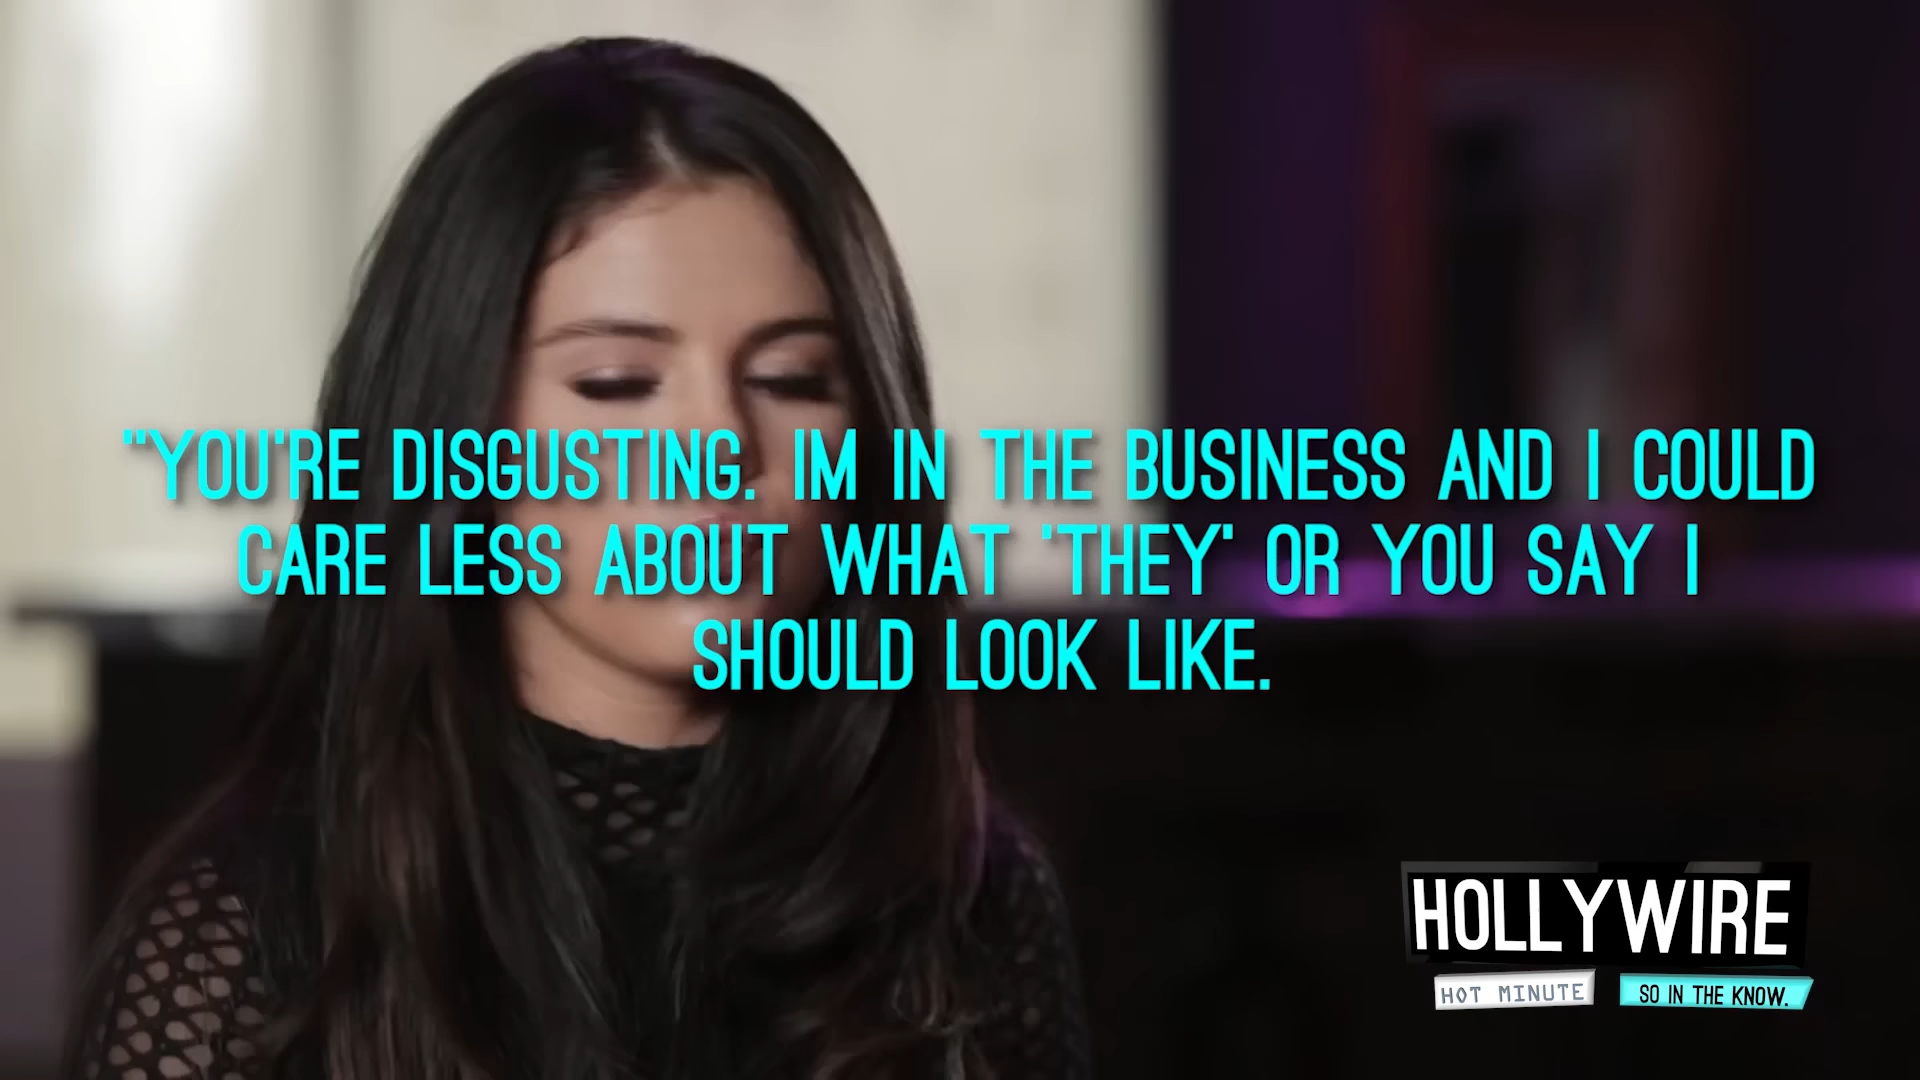 "YOU'RE DISGUSTING. IM IN THE BUSINESS AND I COULD
CARE LESS ABOUT WHAT 'THEY' OR YOU SAY I
SHOULD LOOK LIKE.
HOLLYWIRE
HOT MINUTE
SO IN THE KNOW.